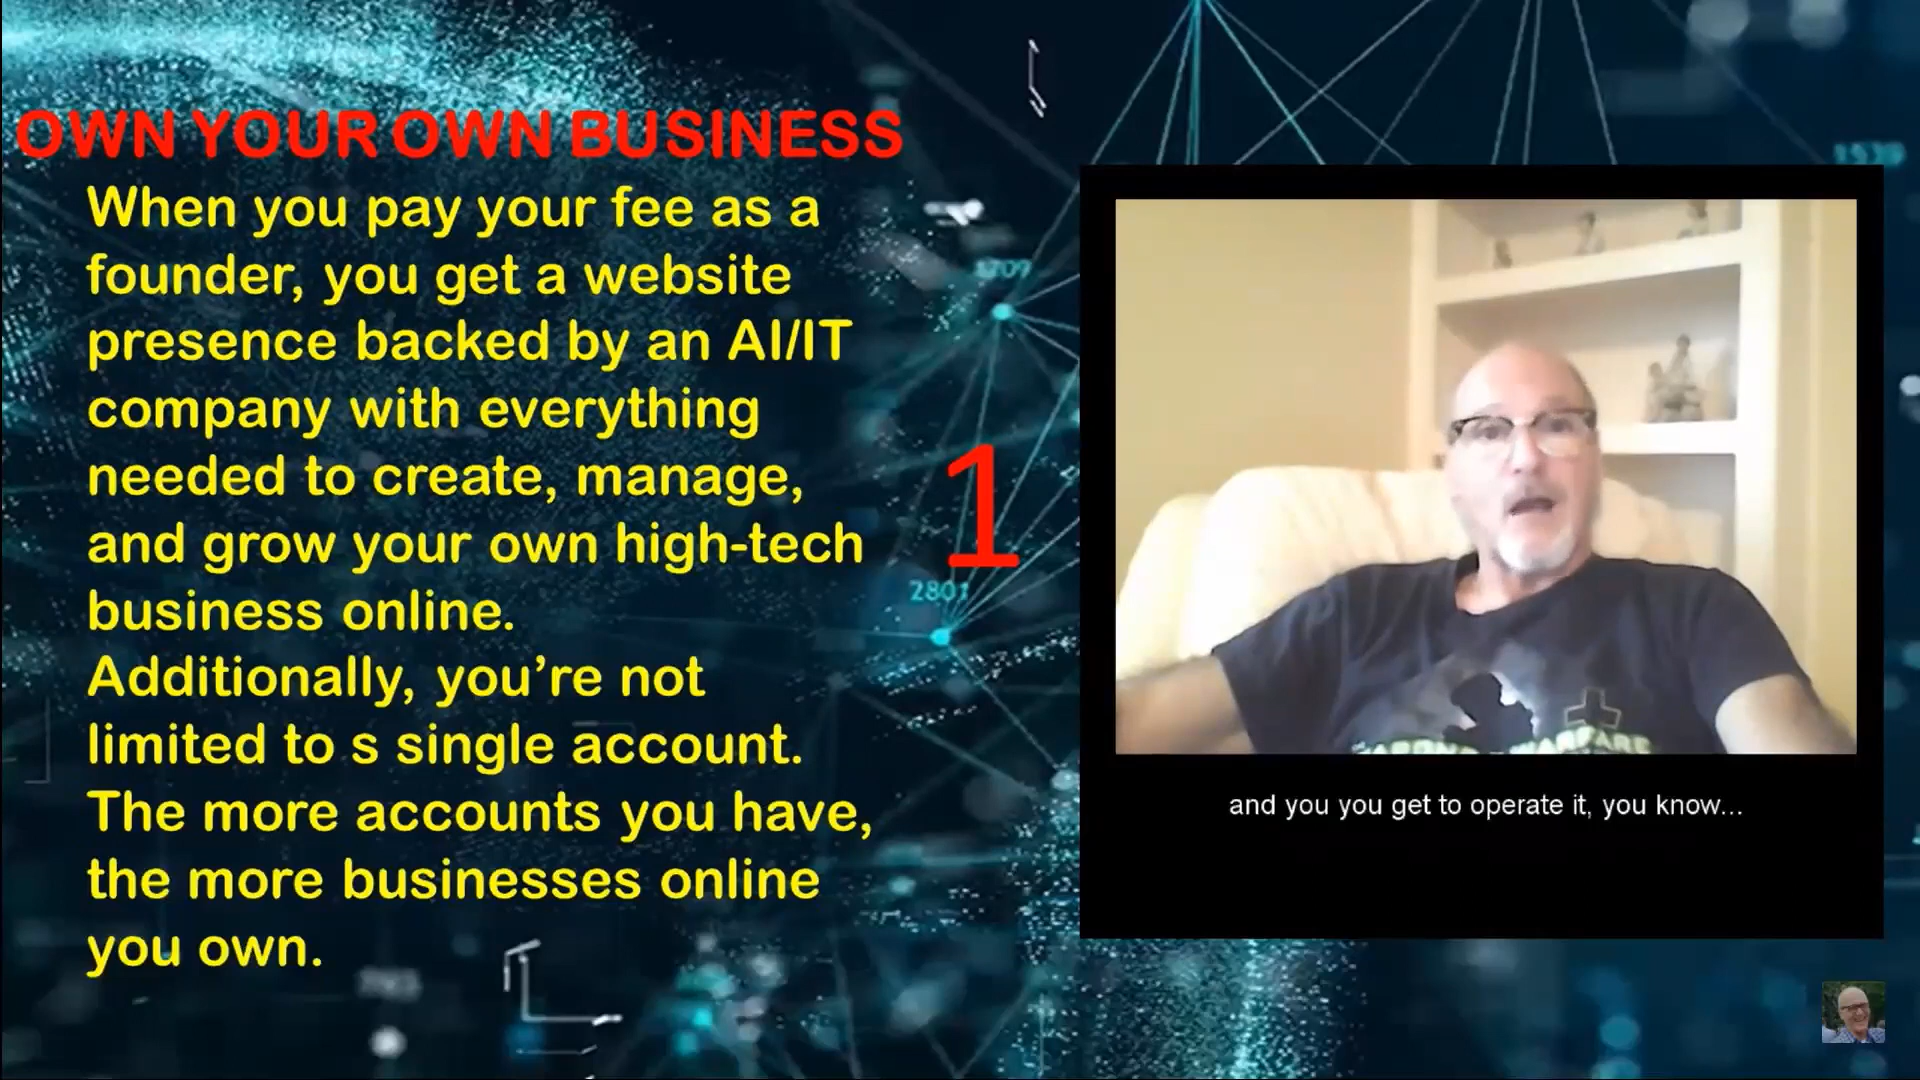 OWN YOUR OWN BUSINESS
When you pay your fee as a
founder, you get a website
presence backed by an AI/IT
company with everything
needed to create, manage,
and grow your own high-tech
business online.
Additionally, you’re not
limited to s single account.
The more accounts you have,
the more businesses online
you own.
1
2801
1539
and you you get to operate it, you know...